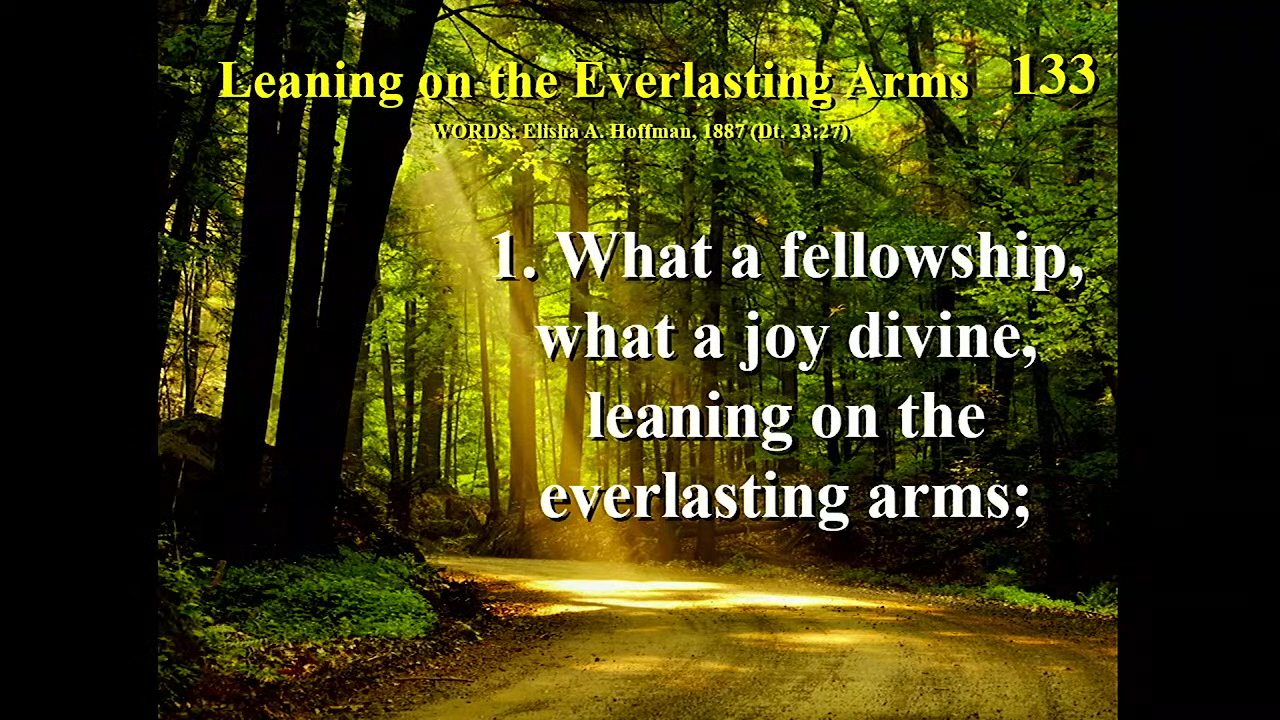 Leaning on the Everlasting Arms 133
WORDS: Elisha A. Hoffman, 1887 (Dt. 33:27)
1. What a fellowship,
what a joy divine,
leaning on the
everlasting arms;